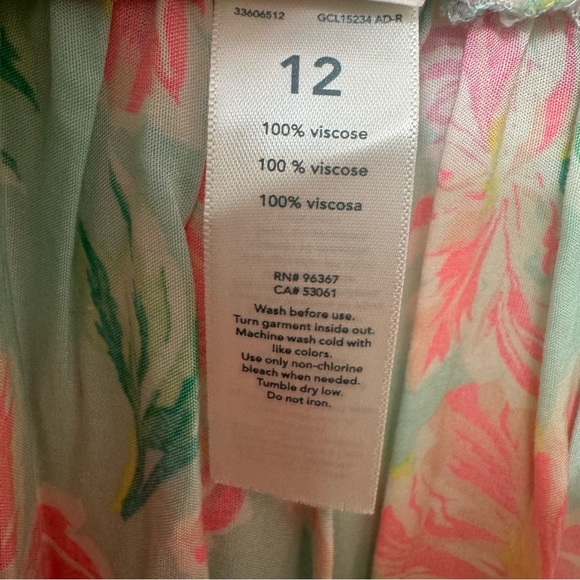 33606512 GCL15234 AD-R
12
100% viscose
100 % viscose
100% viscosa
RN# 96367
CA# 53061
Wash before use.
Turn garment inside out.
Machine wash cold with
like colors.
Use only non-chlorine
bleach when needed.
Tumble dry low.
Do not iron.